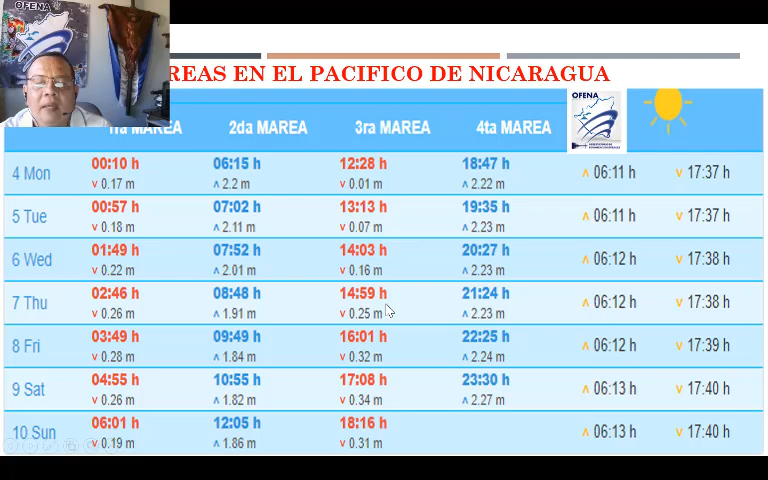 REAS EN EL PACIFICO DE NICARAGUA
OFENA
MAREA 2da MAREA 3ra MAREA 4ta MAREA
4 Mon 00:10 h 06:15 h 12:28 h 18:47 h ʌ 06:11 h v 17:37 h
v 0.17 m ʌ 2.2 m v 0.01 m ʌ 2.22 m
5 Tue 00:57 h 07:02 h 13:13 h 19:35 h ʌ 06:11 h v 17:37 h
v 0.18 m ʌ 2.11 m v 0.07 m ʌ 2.23 m
6 Wed 01:49 h 07:52 h 14:03 h 20:27 h ʌ 06:12 h v 17:38 h
v 0.22 m ʌ 2.01 m v 0.16 m ʌ 2.23 m
7 Thu 02:46 h 08:48 h 14:59 h 21:24 h ʌ 06:12 h v 17:38 h
v 0.26 m ʌ 1.91 m v 0.25 m ʌ 2.23 m
8 Fri 03:49 h 09:49 h 16:01 h 22:25 h ʌ 06:12 h v 17:39 h
v 0.28 m ʌ 1.84 m v 0.32 m ʌ 2.24 m
9 Sat 04:55 h 10:55 h 17:08 h 23:30 h ʌ 06:13 h v 17:40 h
v 0.26 m ʌ 1.82 m v 0.34 m ʌ 2.27 m
10 Sun 06:01 h 12:05 h 18:16 h ʌ 06:13 h v 17:40 h
v 0.19 m ʌ 1.86 m v 0.31 m